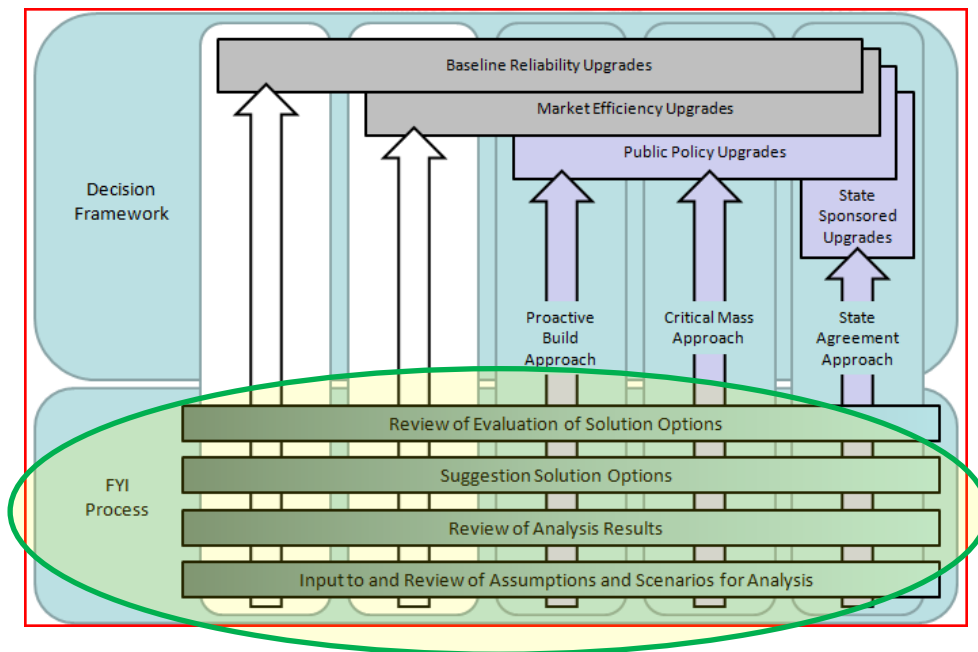 Baseline Reliability Upgrades
Market Efficiency Upgrades
Public Policy Upgrades
Decision
Framework
State
Sponsored
Upgrades
Proactive
Build
Approach
Critical Mass
Approach
State
Agreement
Approach
Review of Evaluation of Solution Options
Suggestion Solution Options
FYI
Process
Review of Analysis Results
Input to and Review of Assumptions and Scenarios for Analysis